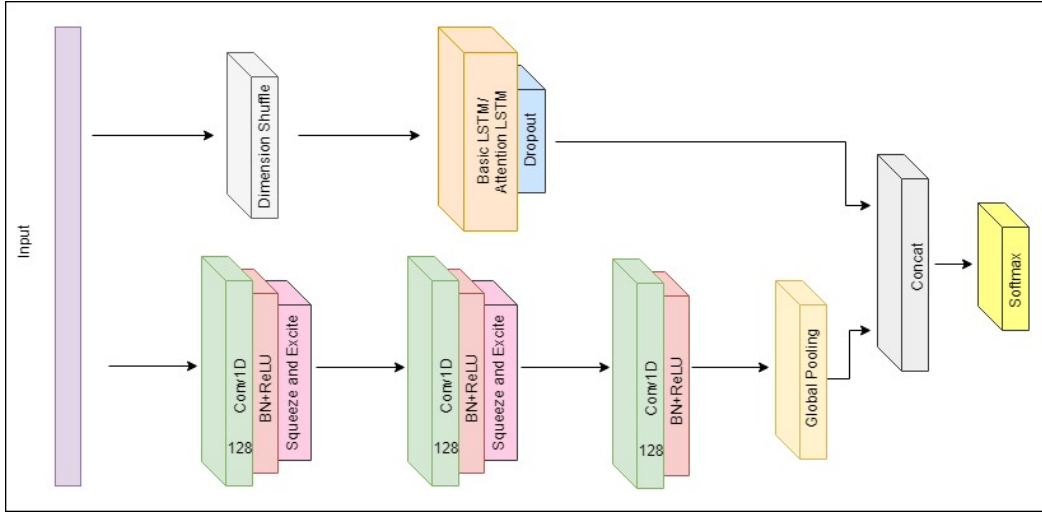 Input
Dimension Shuffle
Basic LSTM/
Attention LSTM
Dropout
Conv1D
128
BN+ReLU
Squeeze and Excite
Conv1D
128
BN+ReLU
Squeeze and Excite
Conv1D
128
BN+ReLU
Global Pooling
Concat
Softmax